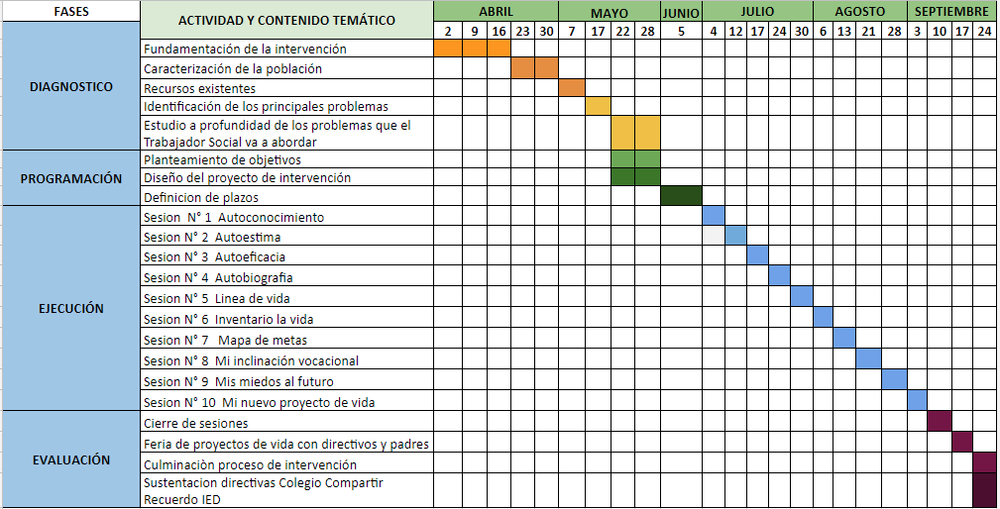 FASES
ACTIVIDAD Y CONTENIDO TEMÁTICO
ABRIL MAYO JUNIO JULIO AGOSTO SEPTIEMBRE
2 9 16 23 30 7 17 22 28 5 4 12 17 24 30 6 13 21 28 3 10 17 24
DIAGNOSTICO
Fundamentación de la intervención
Caracterización de la población
Recursos existentes
Identificación de los principales problemas
Estudio a profundidad de los problemas que el
Trabajador Social va a abordar
PROGRAMACIÓN
Planteamiento de objetivos
Diseño del proyecto de intervención
Definicion de plazos
EJECUCIÓN
Sesion N° 1 Autoconocimiento
Sesion N° 2 Autoestima
Sesion N° 3 Autoeficacia
Sesion N° 4 Autobiografia
Sesion N° 5 Linea de vida
Sesion N° 6 Inventario la vida
Sesion N° 7 Mapa de metas
Sesion N° 8 Mi inclinación vocacional
Sesion N° 9 Mis miedos al futuro
Sesion N° 10 Mi nuevo proyecto de vida
EVALUACIÓN
Cierre de sesiones
Feria de proyectos de vida con directivos y padres
Culminaciòn proceso de intervención
Sustentacion directivas Colegio Compartir
Recuerdo IED